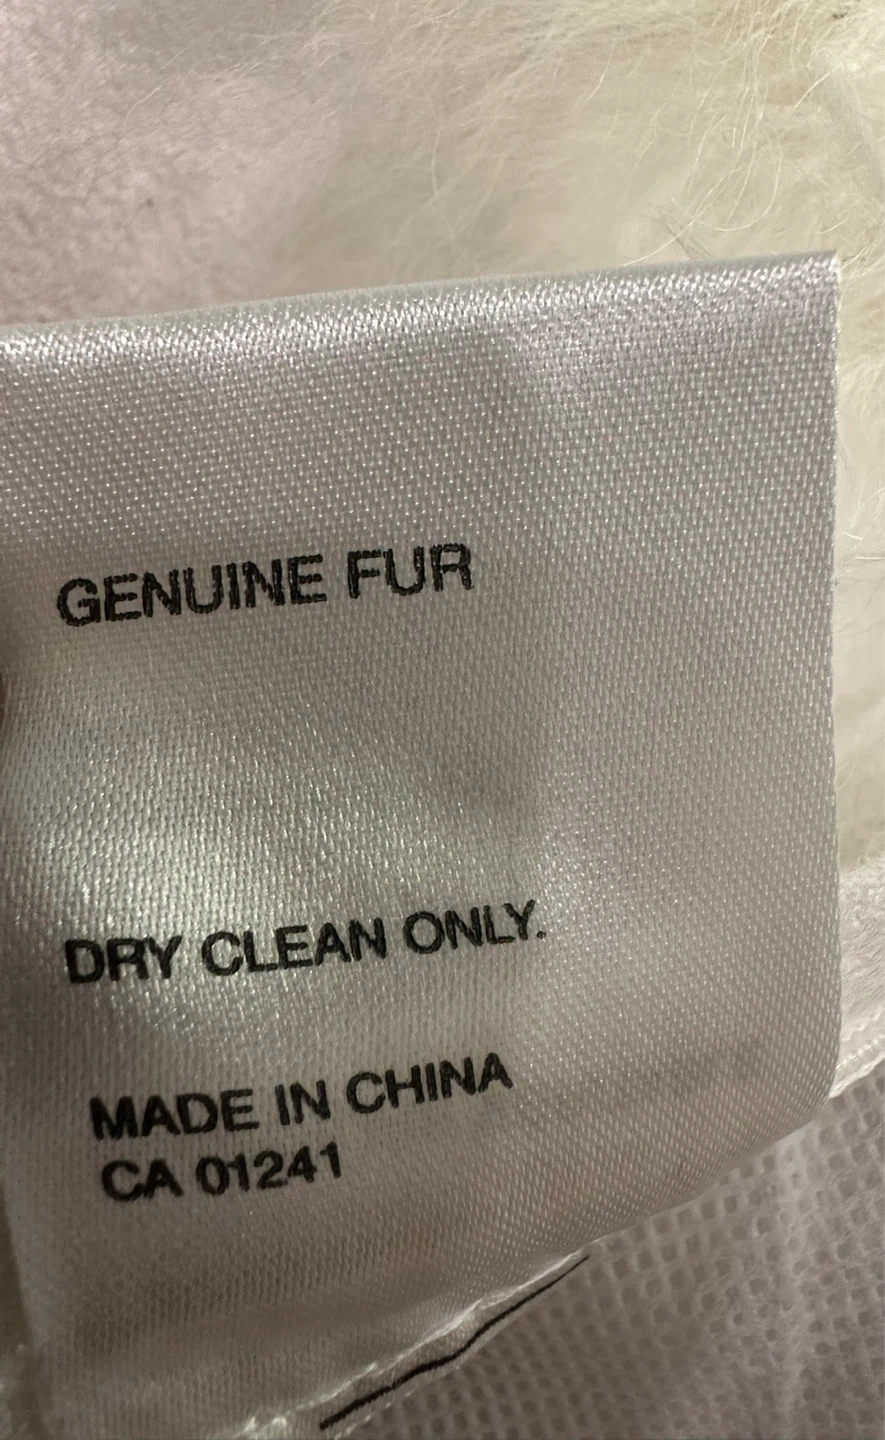 GENUINE FUR
DRY CLEAN ONLY.
MADE IN CHINA
CA 01241